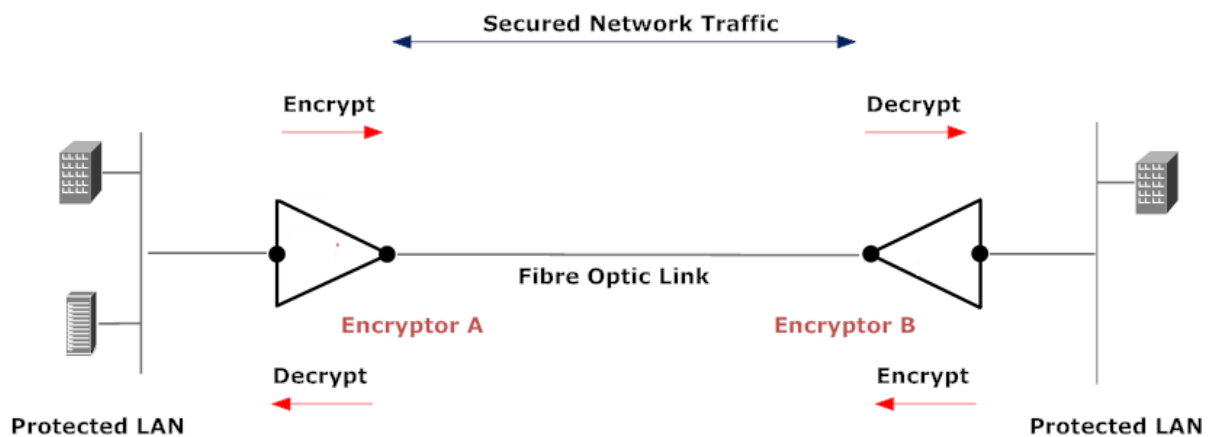 Secured Network Traffic
Encrypt
Decrypt
Fibre Optic Link
Encryptor A
Encryptor B
Decrypt
Encrypt
Protected LAN
Protected LAN